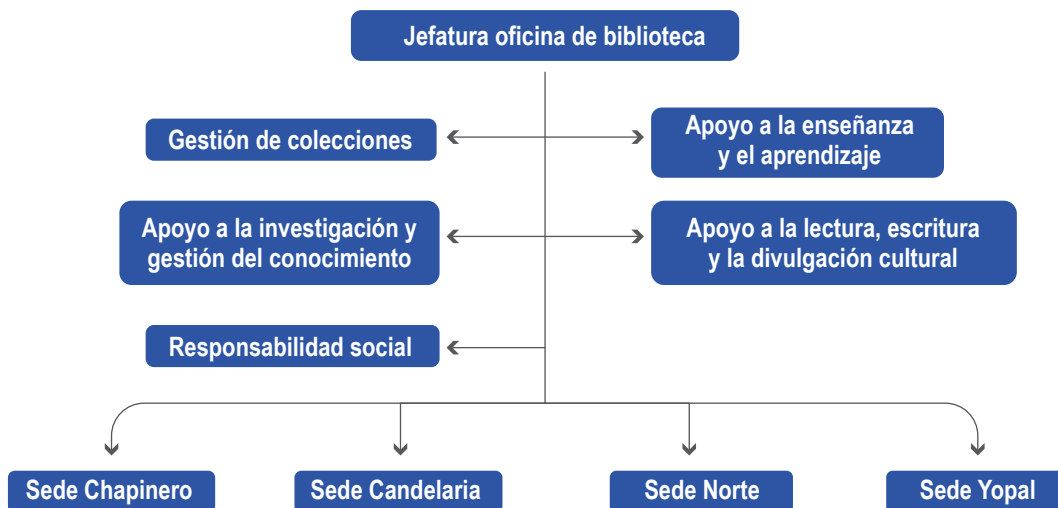 Jefatura oficina de biblioteca
Gestión de colecciones
Apoyo a la enseñanza
y el aprendizaje
Apoyo a la investigación y
gestión del conocimiento
Apoyo a la lectura, escritura
y la divulgación cultural
Responsabilidad social
Sede Chapinero
Sede Candelaria
Sede Norte
Sede Yopal